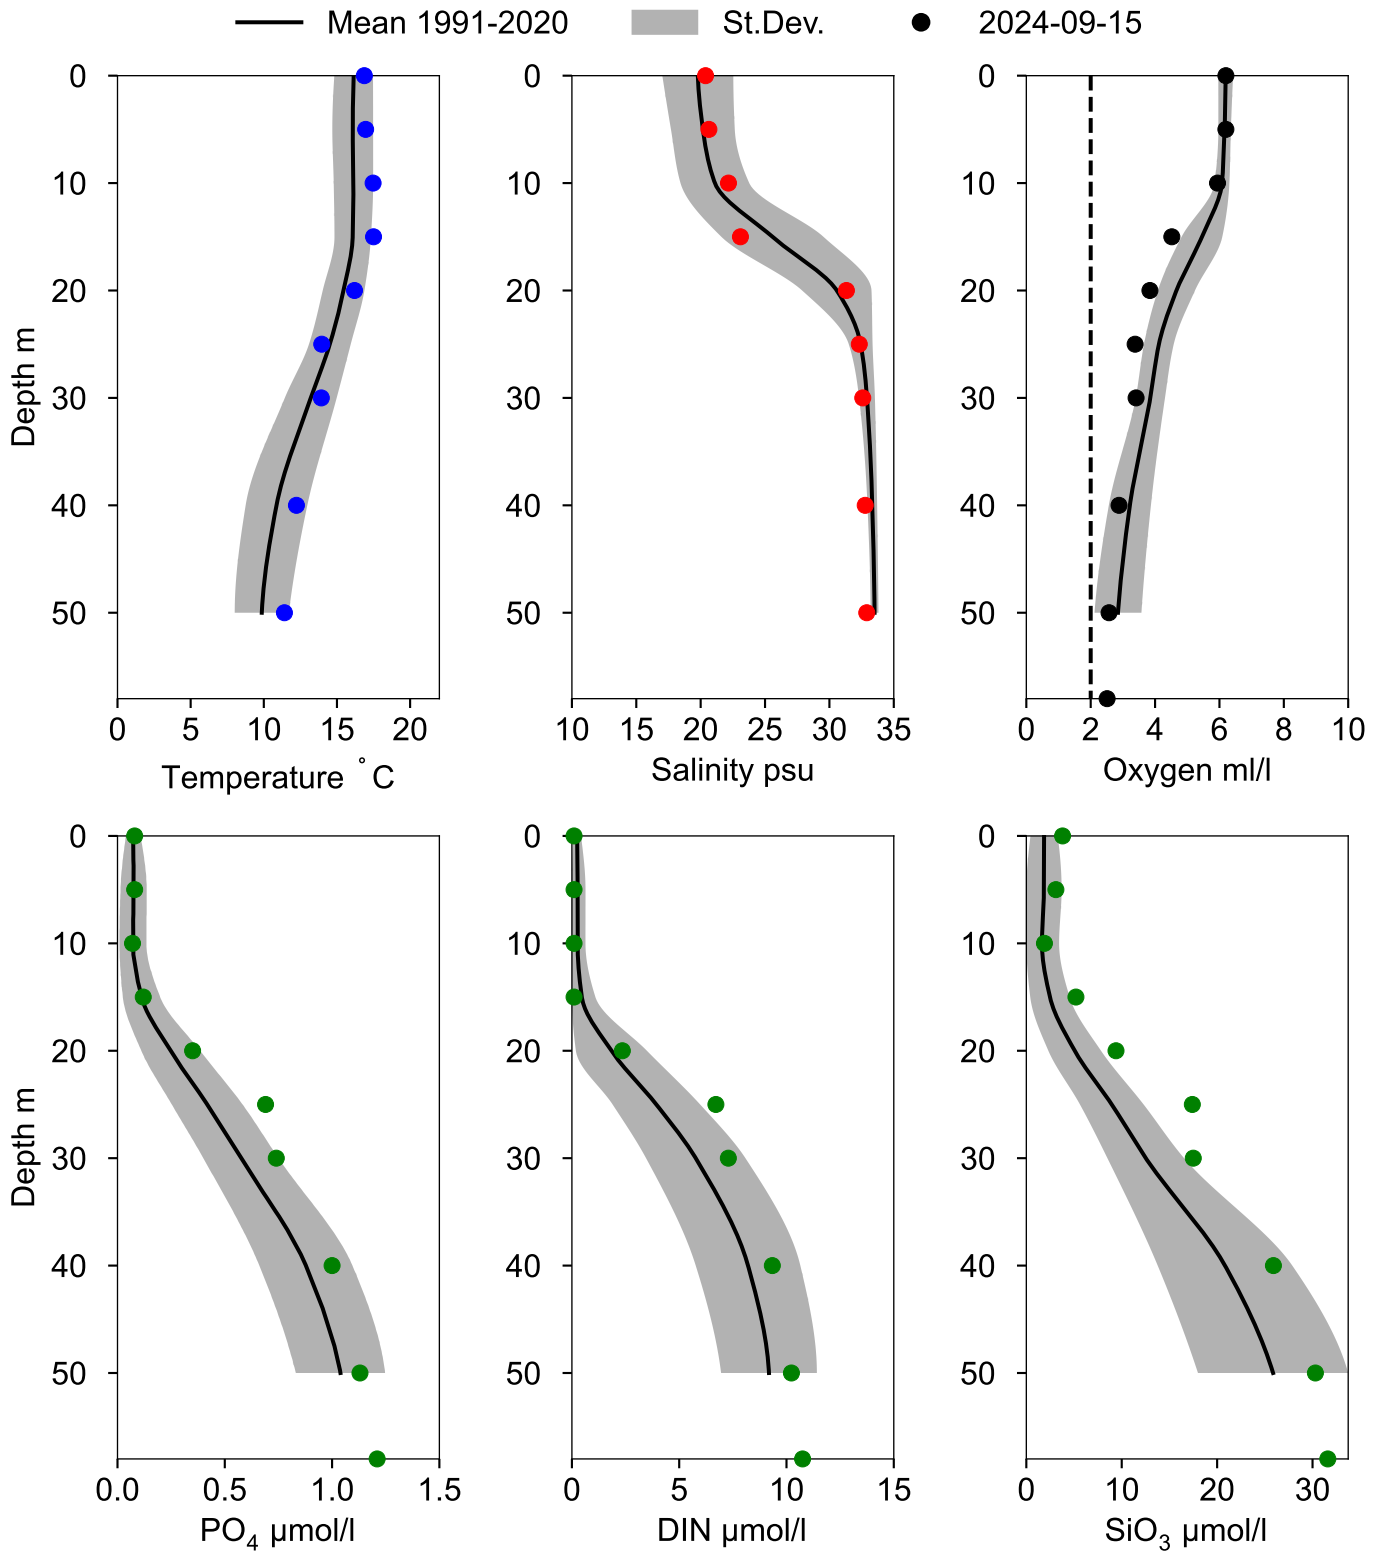 Mean 1991-2020 St.Dev. 2024-09-15
0 0 0
10 10 10
20 20 20
30 30 30
40 40 40
50 50 50
Depth m
0 5 10 15 20 10 15 20 25 30 35 0 2 4 6 8 10
Temperature °C Salinity psu Oxygen ml/l
0 0 0
10 10 10
20 20 20
30 30 30
40 40 40
50 50 50
Depth m
0.0 0.5 1.0 1.5 0 5 10 15 0 10 20 30
PO₄ µmol/l DIN µmol/l SiO₃ µmol/l